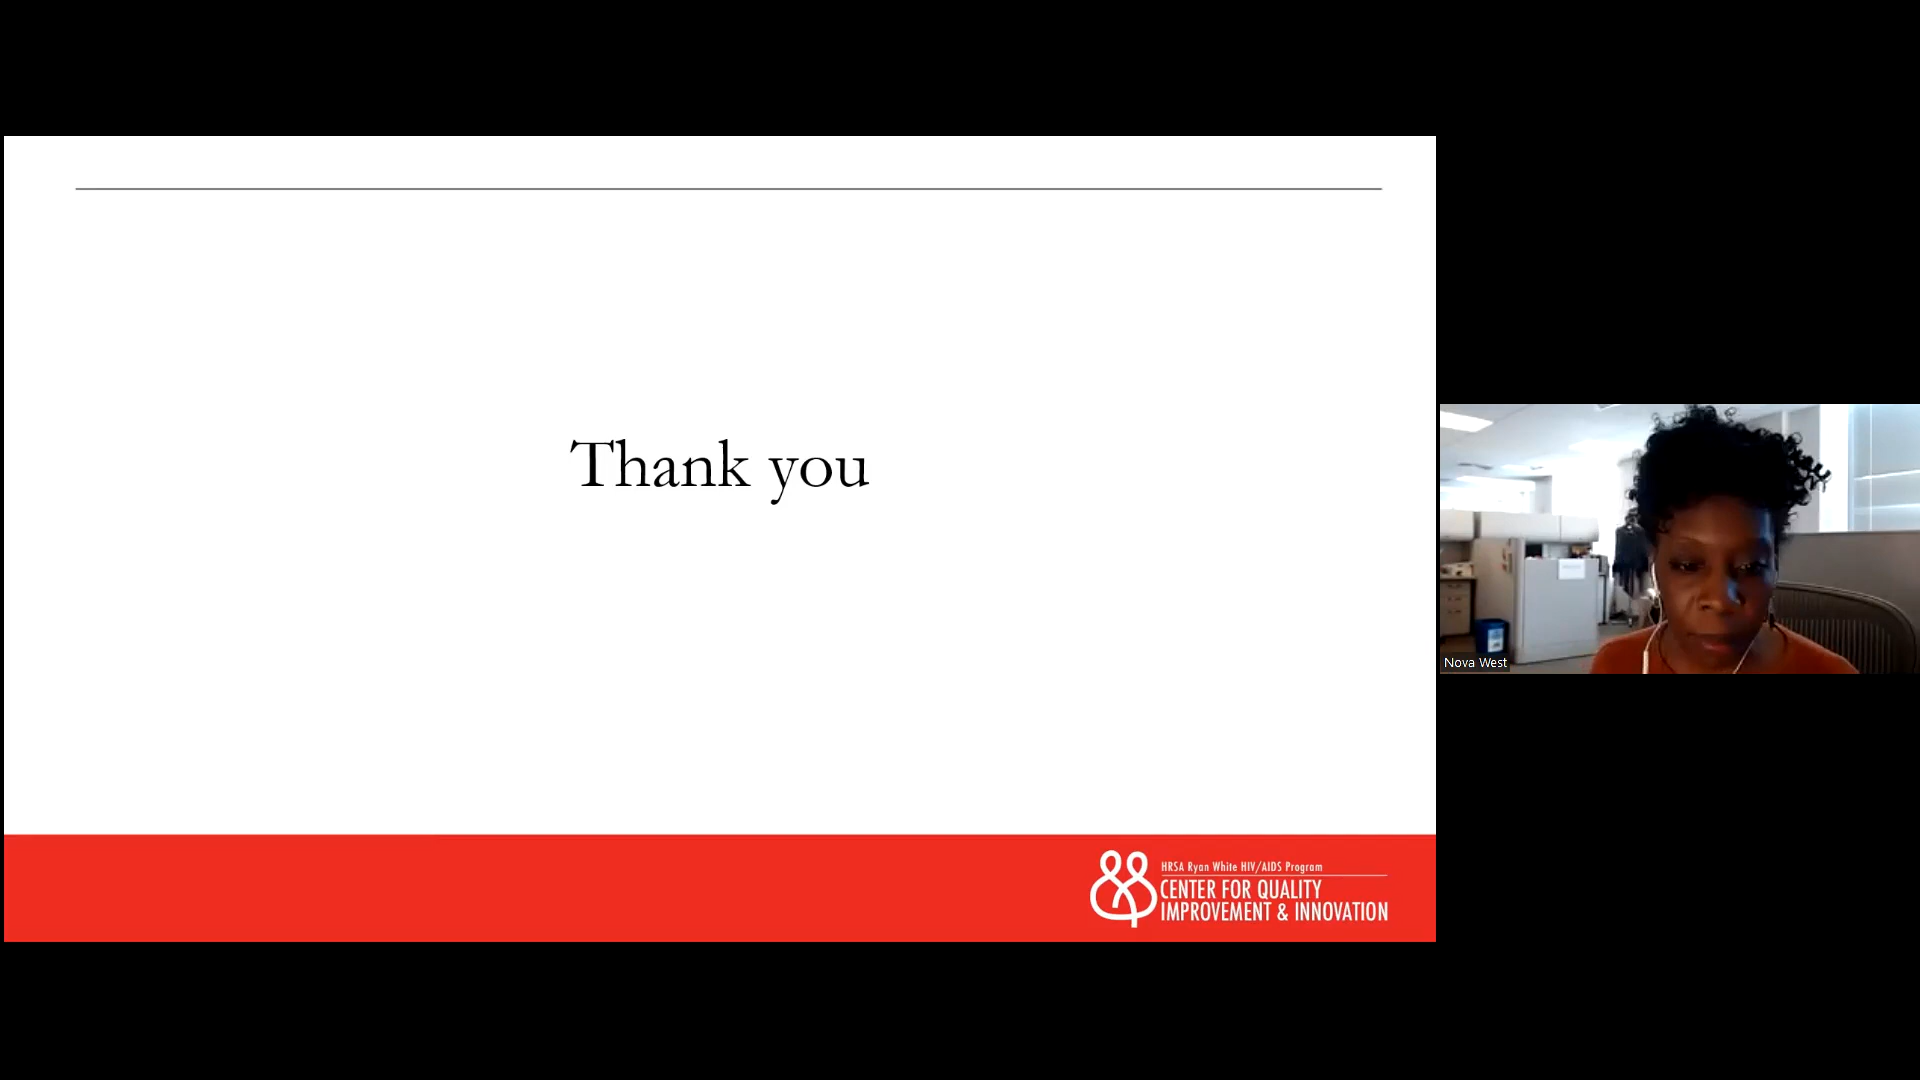 Thank you
HRSA Ryan White HIV/AIDS Program
CENTER FOR QUALITY
IMPROVEMENT & INNOVATION
Nova West